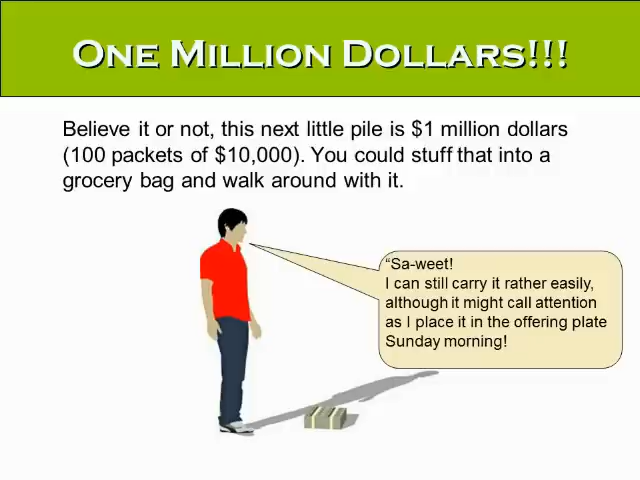 One Million Dollars!!!
Believe it or not, this next little pile is $1 million dollars
(100 packets of $10,000). You could stuff that into a
grocery bag and walk around with it.
“Sa-weet!
I can still carry it rather easily,
although it might call attention
as I place it in the offering plate
Sunday morning!